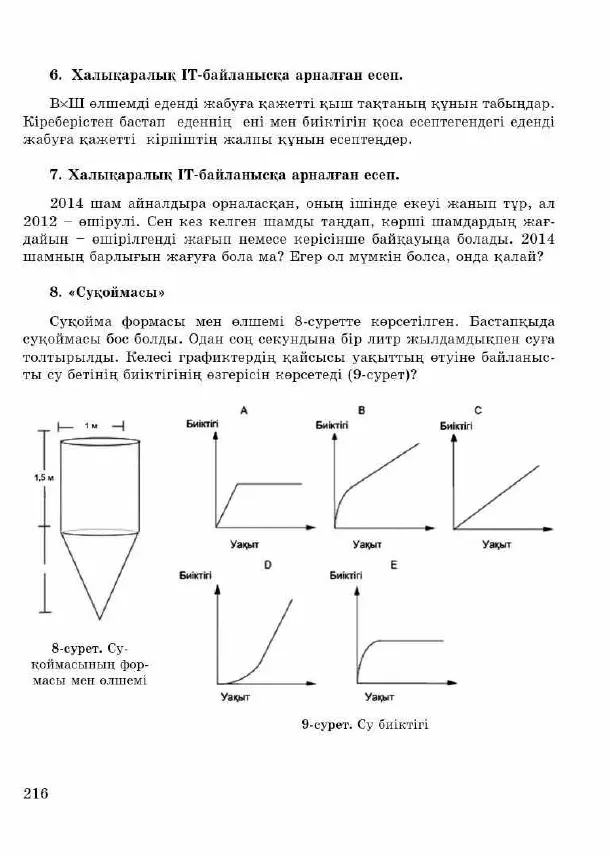 6. Халықаралық IT-байланысқа арналған есеп.
В×Ш өлшемді еденді жабуға қажетті қыш тақтаның құнын табыңдар.
Кіреберістен бастап еденнің ені мен биіктігін қоса есептегендегі еденді
жабуға қажетті кірпіштің жалпы құнын есептеңдер.
7. Халықаралық IT-байланысқа арналған есеп.
2014 шам айналдыра орналасқан, оның ішінде екеуі жанып тұр, ал
2012 – өшірулі. Сен кез келген шамды таңдап, көрші шамдардың жағ-
дайын – өшірілгенді жағып немесе керісінше байқауыңа болады. 2014
шамның барлығын жағуға бола ма? Егер ол мүмкін болса, онда қалай?
8. «Суқоймасы»
Суқойма формасы мен өлшемі 8-суретте көрсетілген. Бастапқыда
суқоймасы бос болды. Одан соң секундына бір литр жылдамдықпен суға
толтырылды. Келесі графиктердің қайсысы уақыттың өтуіне байланыс-
ты су бетінің биіктігінің өзгерісін көрсетеді (9-сурет)?
1 м
1,5 м
A
Биіктігі
Уақыт
B
Биіктігі
Уақыт
C
Биіктігі
Уақыт
D
Биіктігі
Уақыт
E
Биіктігі
Уақыт
8-сурет. Су-
қоймасының фор-
масы мен өлшемі
9-сурет. Су биіктігі
216